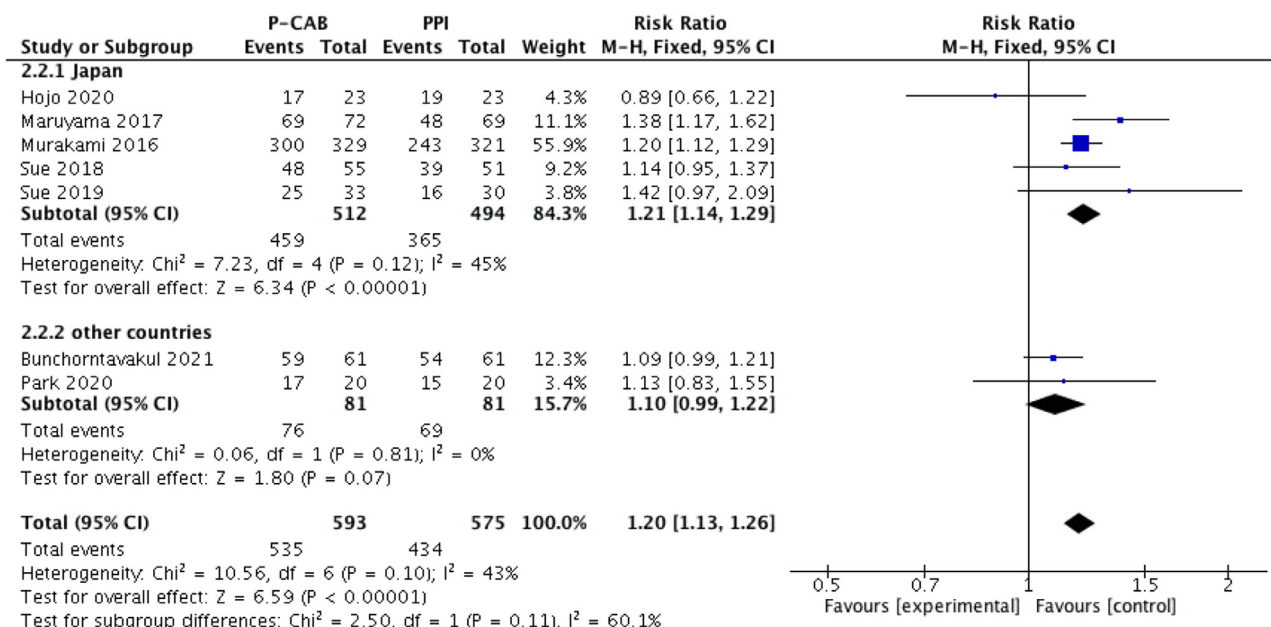 P-CAB PPI Risk Ratio Risk Ratio
Study or Subgroup Events Total Events Total Weight M-H, Fixed, 95% CI M-H, Fixed, 95% CI
2.2.1 Japan
Hojo 2020 17 23 19 23 4.3% 0.89 [0.66, 1.22]
Maruyama 2017 69 72 48 69 11.1% 1.38 [1.17, 1.62]
Murakami 2016 300 329 243 321 55.9% 1.20 [1.12, 1.29]
Sue 2018 48 55 39 51 9.2% 1.14 [0.95, 1.37]
Sue 2019 25 33 16 30 3.8% 1.42 [0.97, 2.09]
Subtotal (95% CI) 512 494 84.3% 1.21 [1.14, 1.29]
Total events 459 365
Heterogeneity: Chi² = 7.23, df = 4 (P = 0.12); I² = 45%
Test for overall effect: Z = 6.34 (P < 0.00001)
2.2.2 other countries
Bunchorntavakul 2021 59 61 54 61 12.3% 1.09 [0.99, 1.21]
Park 2020 17 20 15 20 3.4% 1.13 [0.83, 1.55]
Subtotal (95% CI) 81 81 15.7% 1.10 [0.99, 1.22]
Total events 76 69
Heterogeneity: Chi² = 0.06, df = 1 (P = 0.81); I² = 0%
Test for overall effect: Z = 1.80 (P = 0.07)
Total (95% CI) 593 575 100.0% 1.20 [1.13, 1.26]
Total events 535 434
Heterogeneity: Chi² = 10.56, df = 6 (P = 0.10); I² = 43%
Test for overall effect: Z = 6.59 (P < 0.00001)
Test for subgroup differences: Chi² = 2.50, df = 1 (P = 0.11), I² = 60.1%
0.5 0.7 1 1.5 2
Favours [experimental] Favours [control]